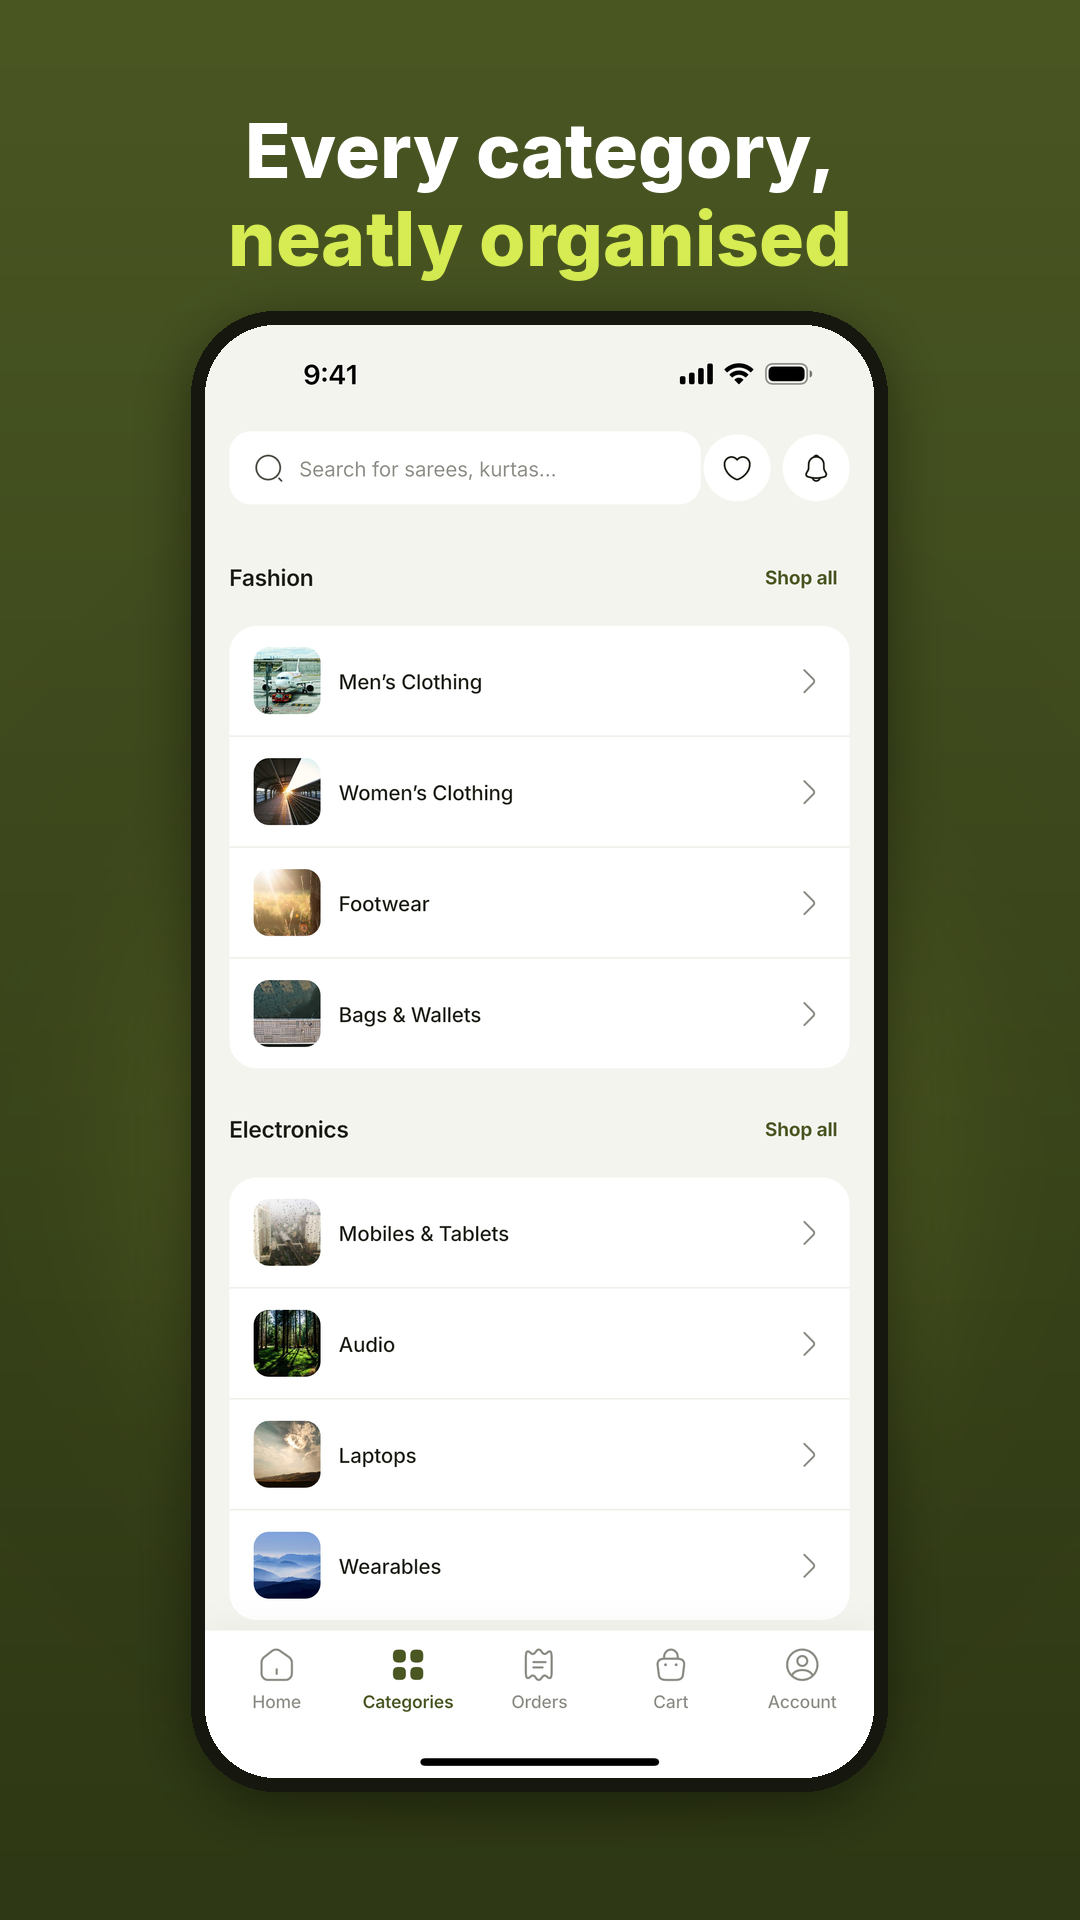 Every category,
neatly organised
9:41
Search for sarees, kurtas...
Fashion
Shop all
Men's Clothing
Women's Clothing
Footwear
Bags & Wallets
Electronics
Shop all
Mobiles & Tablets
Audio
Laptops
Wearables
Home
Categories
Orders
Cart
Account